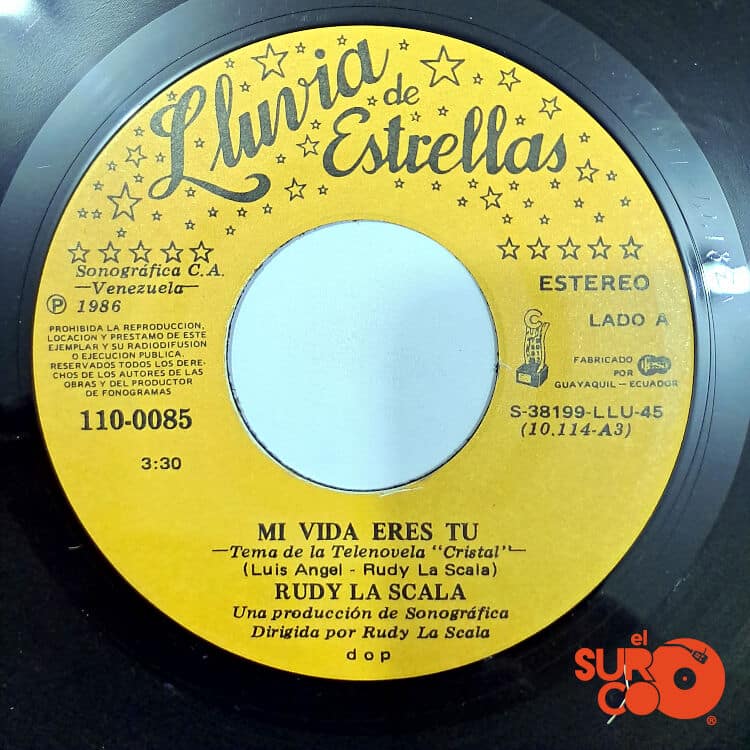 Lluvia
de
Estrellas
Sonográfica C.A.
—Venezuela—
Ⓟ 1986
PROHIBIDA LA REPRODUCCION,
LOCACION Y PRESTAMO DE ESTE
EJEMPLAR Y SU RADIODIFUSION
O EJECUCION PUBLICA.
RESERVADOS TODOS LOS DERE-
CHOS DE LOS AUTORES DE LAS
OBRAS Y DEL PRODUCTOR
DE FONOGRAMAS
110-0085
3:30
ESTEREO
LADO A
FABRICADO
POR
GUAYAQUIL — ECUADOR
S-38199-LLU-45
(10.114-A3)
MI VIDA ERES TU
—Tema de la Telenovela "Cristal"—
(Luis Angel - Rudy La Scala)
RUDY LA SCALA
Una producción de Sonográfica
Dirigida por Rudy La Scala
dop
el
SUR
CO
®